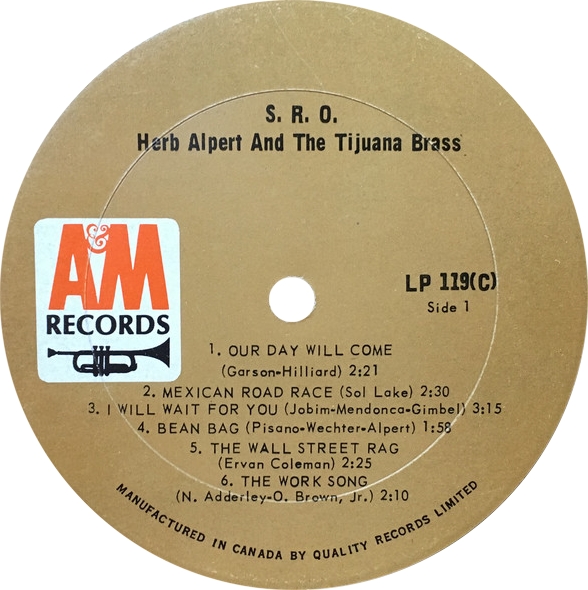 S. R. O.
Herb Alpert And The Tijuana Brass
A&M
RECORDS
LP 119(C)
Side 1
1. OUR DAY WILL COME
(Garson-Hilliard) 2:21
2. MEXICAN ROAD RACE (Sol Lake) 2:30
3. I WILL WAIT FOR YOU (Jobim-Mendonca-Gimbel) 3:15
4. BEAN BAG (Pisano-Wechter-Alpert) 1:58
5. THE WALL STREET RAG
(Ervan Coleman) 2:25
6. THE WORK SONG
(N. Adderley-O. Brown, Jr.) 2:10
MANUFACTURED IN CANADA BY QUALITY RECORDS LIMITED